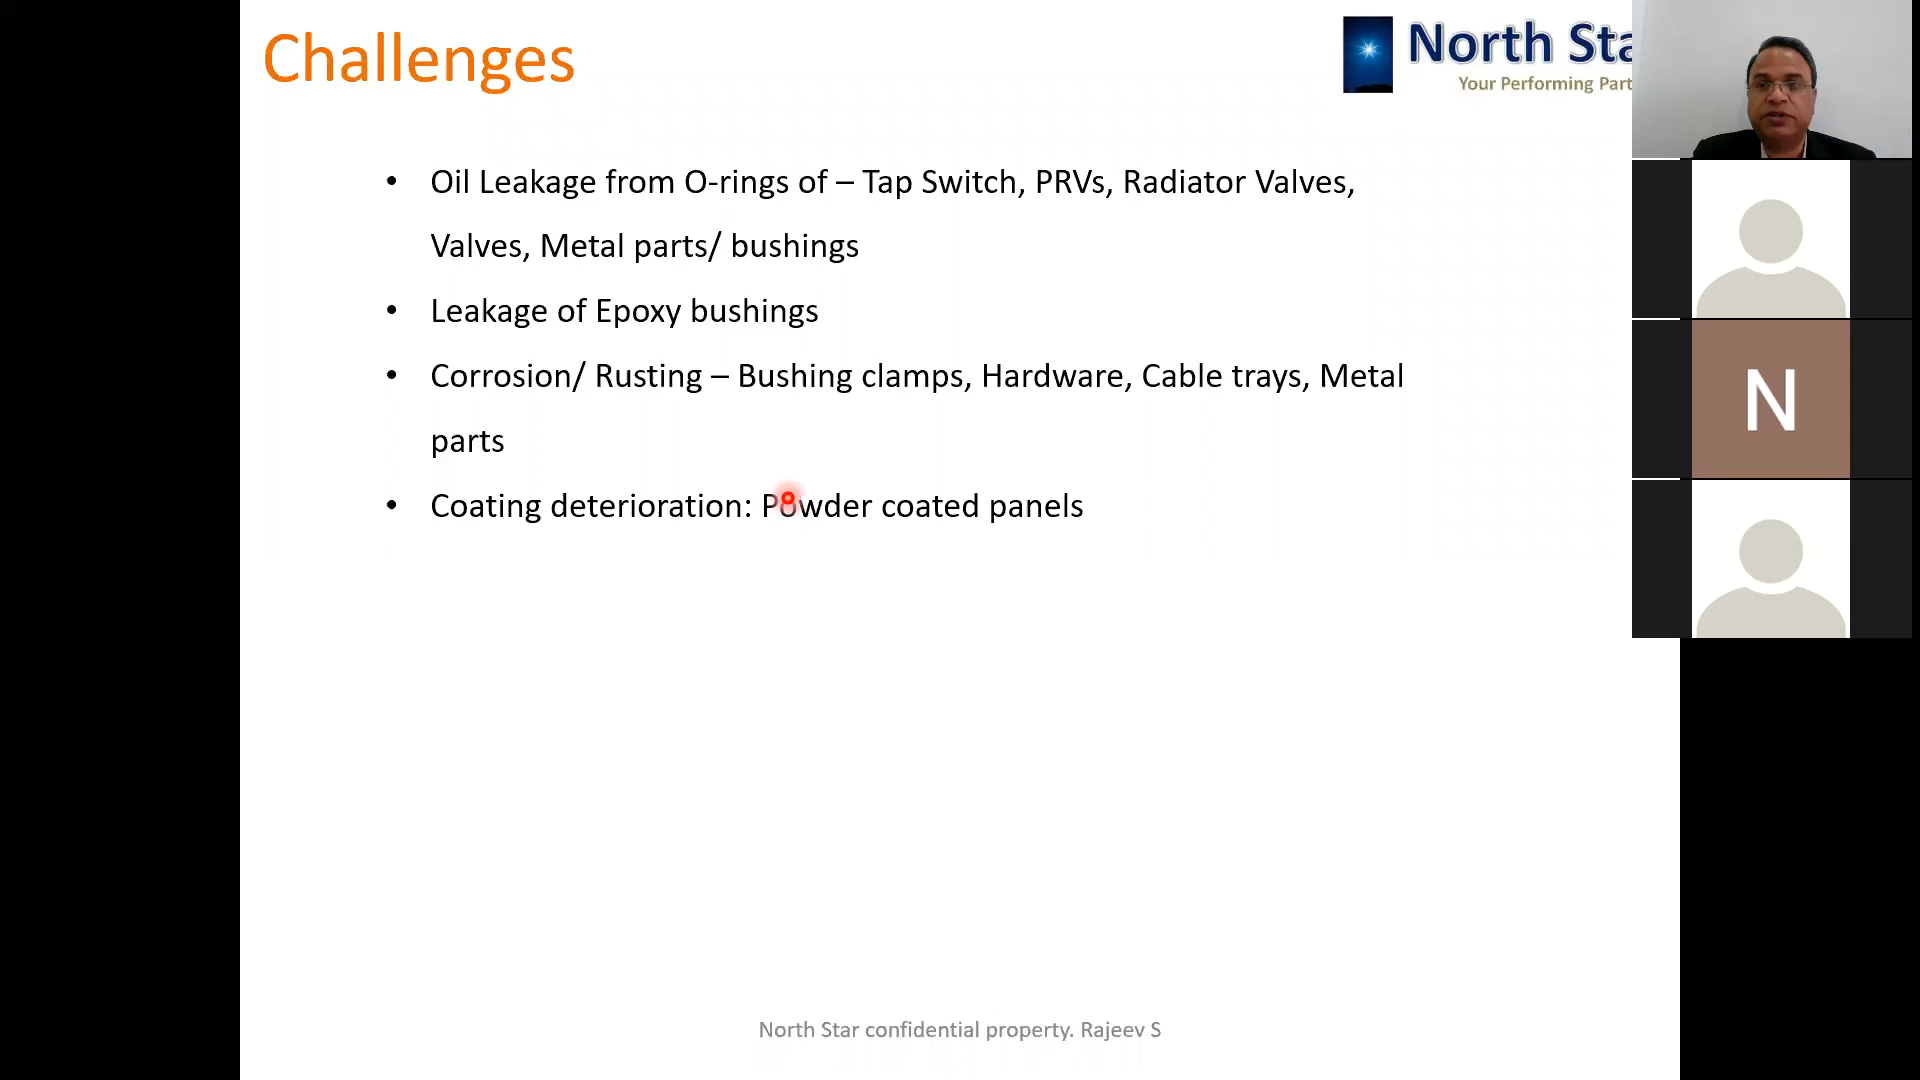 Challenges
North Sta
Your Performing Part
• Oil Leakage from O-rings of – Tap Switch, PRVs, Radiator Valves,
Valves, Metal parts/ bushings
• Leakage of Epoxy bushings
• Corrosion/ Rusting – Bushing clamps, Hardware, Cable trays, Metal
parts
• Coating deterioration: Powder coated panels
N
North Star confidential property. Rajeev S